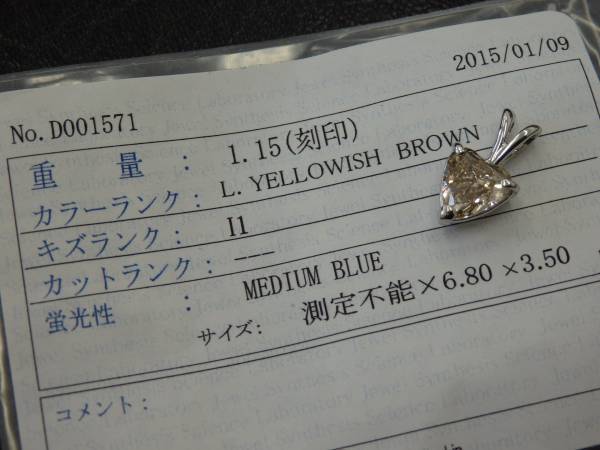 No.D001571
2015/01/09
重 量 : 1.15(刻印)
カラーランク : L. YELLOWISH BROWN
キズランク : I1
カットランク : ---
蛍光性 : MEDIUM BLUE
サイズ: 測定不能×6.80 ×3.50
コメント :